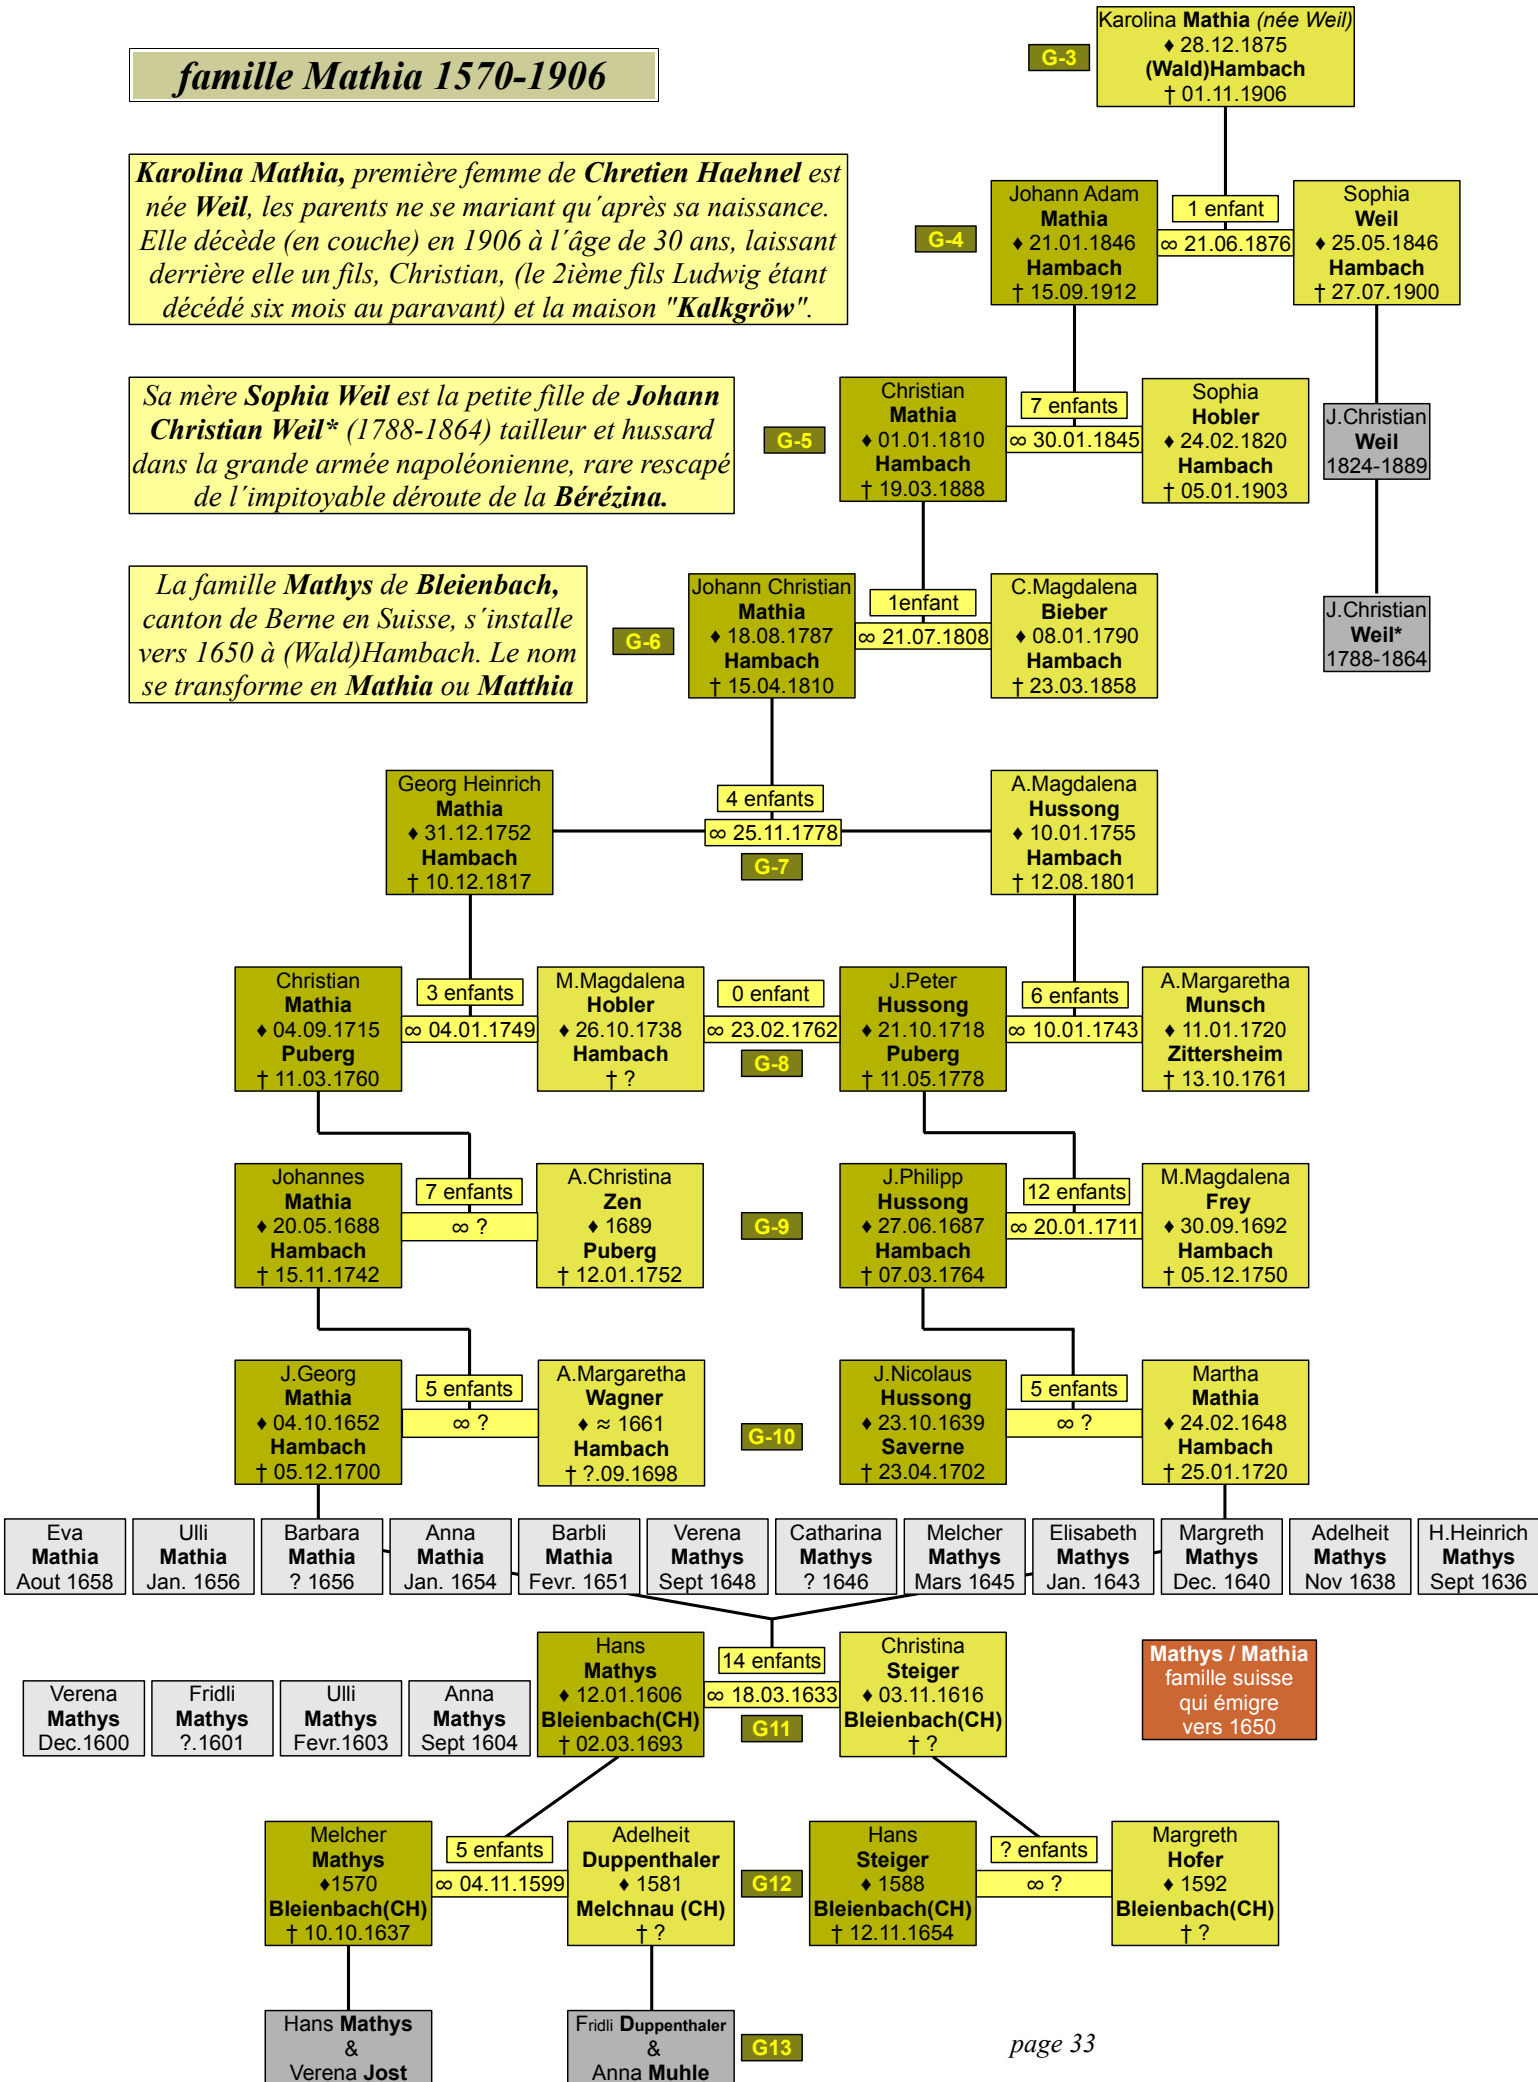 famille Mathia 1570-1906
G-3
Karolina Mathia (née Weil)
♦ 28.12.1875
(Wald)Hambach
† 01.11.1906
Karolina Mathia, première femme de Chretien Haehnel est
née Weil, les parents ne se mariant qu´après sa naissance.
Elle décède (en couche) en 1906 à l´âge de 30 ans, laissant
derrière elle un fils, Christian, (le 2ième fils Ludwig étant
décédé six mois au paravant) et la maison "Kalkgröw".
G-4
Johann Adam
Mathia
♦ 21.01.1846
Hambach
† 15.09.1912
1 enfant
∞ 21.06.1876
Sophia
Weil
♦ 25.05.1846
Hambach
† 27.07.1900
Sa mère Sophia Weil est la petite fille de Johann
Christian Weil* (1788-1864) tailleur et hussard
dans la grande armée napoléonienne, rare rescapé
de l´impitoyable déroute de la Bérézina.
G-5
Christian
Mathia
♦ 01.01.1810
Hambach
† 19.03.1888
7 enfants
∞ 30.01.1845
Sophia
Hobler
♦ 24.02.1820
Hambach
† 05.01.1903
J.Christian
Weil
1824-1889
La famille Mathys de Bleienbach,
canton de Berne en Suisse, s´installe
vers 1650 à (Wald)Hambach. Le nom
se transforme en Mathia ou Matthia
G-6
Johann Christian
Mathia
♦ 18.08.1787
Hambach
† 15.04.1810
1enfant
∞ 21.07.1808
C.Magdalena
Bieber
♦ 08.01.1790
Hambach
† 23.03.1858
J.Christian
Weil*
1788-1864
Georg Heinrich
Mathia
♦ 31.12.1752
Hambach
† 10.12.1817
4 enfants
∞ 25.11.1778
G-7
A.Magdalena
Hussong
♦ 10.01.1755
Hambach
† 12.08.1801
Christian
Mathia
♦ 04.09.1715
Puberg
† 11.03.1760
3 enfants
∞ 04.01.1749
M.Magdalena
Hobler
♦ 26.10.1738
Hambach
† ?
0 enfant
∞ 23.02.1762
G-8
J.Peter
Hussong
♦ 21.10.1718
Puberg
† 11.05.1778
6 enfants
∞ 10.01.1743
A.Margaretha
Munsch
♦ 11.01.1720
Zittersheim
† 13.10.1761
Johannes
Mathia
♦ 20.05.1688
Hambach
† 15.11.1742
7 enfants
∞ ?
A.Christina
Zen
♦ 1689
Puberg
† 12.01.1752
G-9
J.Philipp
Hussong
♦ 27.06.1687
Hambach
† 07.03.1764
12 enfants
∞ 20.01.1711
M.Magdalena
Frey
♦ 30.09.1692
Hambach
† 05.12.1750
J.Georg
Mathia
♦ 04.10.1652
Hambach
† 05.12.1700
5 enfants
∞ ?
A.Margaretha
Wagner
♦ ≈ 1661
Hambach
† ?.09.1698
G-10
J.Nicolaus
Hussong
♦ 23.10.1639
Saverne
† 23.04.1702
5 enfants
∞ ?
Martha
Mathia
♦ 24.02.1648
Hambach
† 25.01.1720
Eva
Mathia
Aout 1658
Ulli
Mathia
Jan. 1656
Barbara
Mathia
? 1656
Anna
Mathia
Jan. 1654
Barbli
Mathia
Fevr. 1651
Verena
Mathys
Sept 1648
Catharina
Mathys
? 1646
Melcher
Mathys
Mars 1645
Elisabeth
Mathys
Jan. 1643
Margreth
Mathys
Dec. 1640
Adelheit
Mathys
Nov 1638
H.Heinrich
Mathys
Sept 1636
Verena
Mathys
Dec.1600
Fridli
Mathys
?.1601
Ulli
Mathys
Fevr.1603
Anna
Mathys
Sept 1604
Hans
Mathys
♦ 12.01.1606
Bleienbach(CH)
† 02.03.1693
14 enfants
∞ 18.03.1633
G11
Christina
Steiger
♦ 03.11.1616
Bleienbach(CH)
† ?
Mathys / Mathia
famille suisse
qui émigre
vers 1650
Melcher
Mathys
♦1570
Bleienbach(CH)
† 10.10.1637
5 enfants
∞ 04.11.1599
Adelheit
Duppenthaler
♦ 1581
Melchnau (CH)
† ?
G12
Hans
Steiger
♦ 1588
Bleienbach(CH)
† 12.11.1654
? enfants
∞ ?
Margreth
Hofer
♦ 1592
Bleienbach(CH)
† ?
Hans Mathys
&
Verena Jost
Fridli Duppenthaler
&
Anna Muhle
G13
page 33